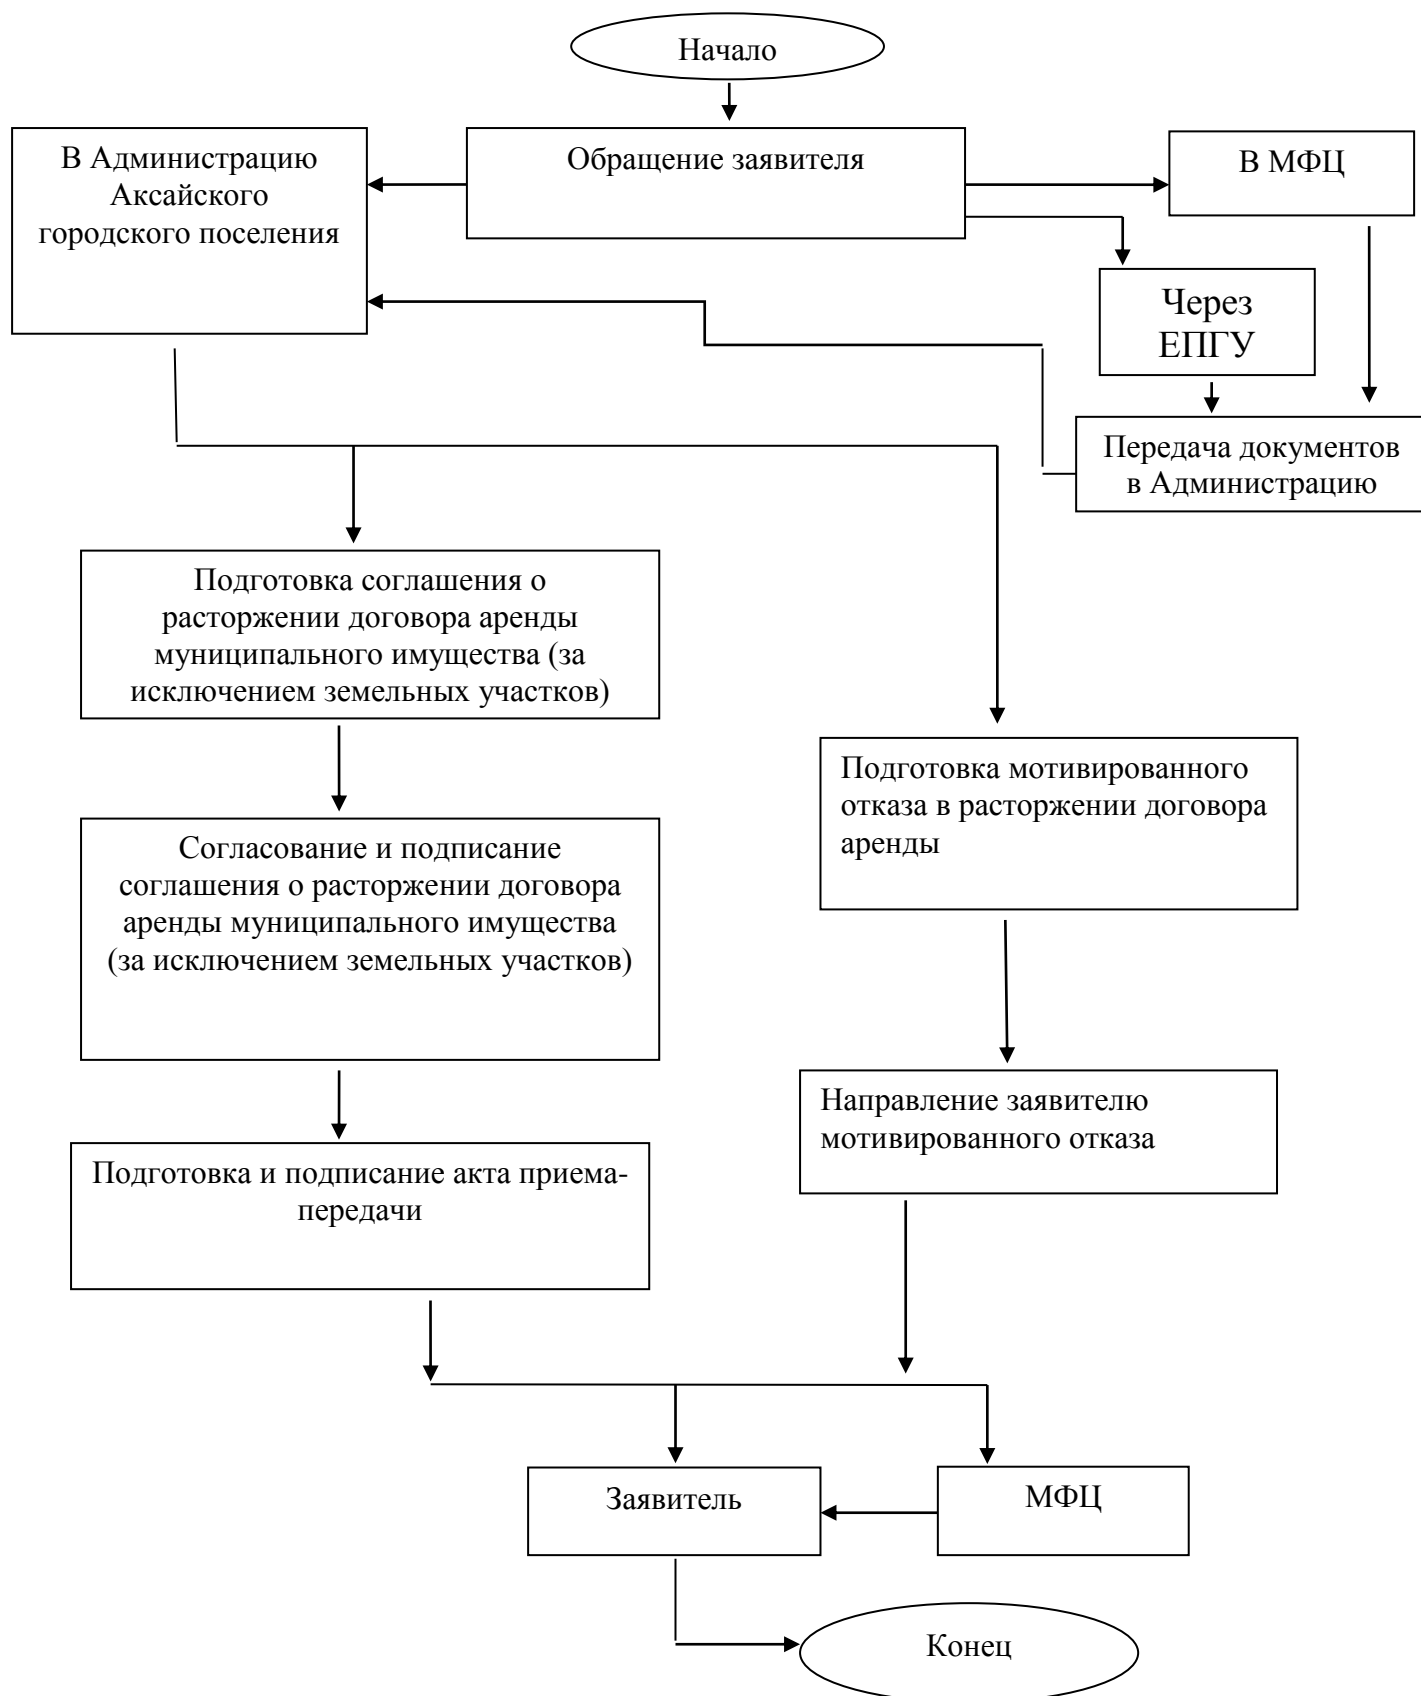 Начало
В Администрацию
Аксайского
городского поселения
Обращение заявителя
В МФЦ
Через
ЕПГУ
Передача документов
в Администрацию
Подготовка соглашения о
расторжении договора аренды
муниципального имущества (за
исключением земельных участков)
Подготовка мотивированного
отказа в расторжении договора
аренды
Согласование и подписание
соглашения о расторжении договора
аренды муниципального имущества
(за исключением земельных участков)
Направление заявителю
мотивированного отказа
Подготовка и подписание акта приема-
передачи
Заявитель
МФЦ
Конец